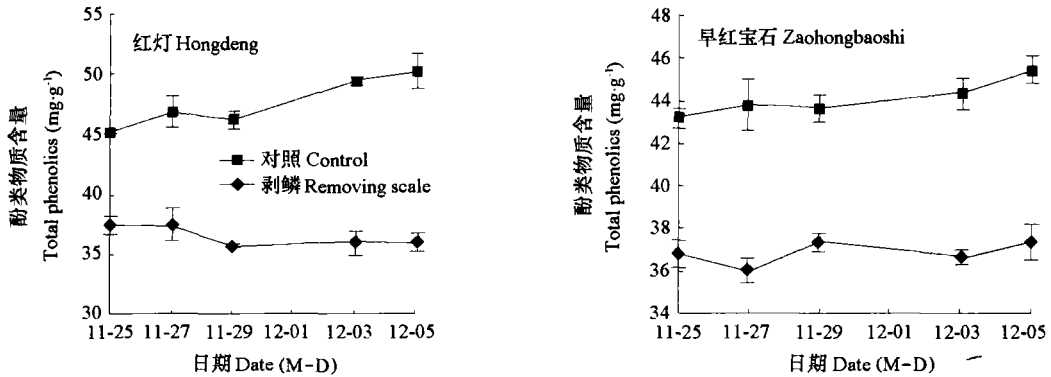 红灯 Hongdeng
酚类物质含量
Total phenolics (mg·g⁻¹)
55
50
45
36
35
30
对照 Control
剥鳞 Removing scale
11-25 11-27 11-29 12-01 12-03 12-05
日期 Date (M-D)
早红宝石 Zaohongbaoshi
酚类物质含量
Total phenolics (mg·g⁻¹)
48
46
44
42
40
38
36
34
11-25 11-27 11-29 12-01 12-03 12-05
日期 Date (M-D)